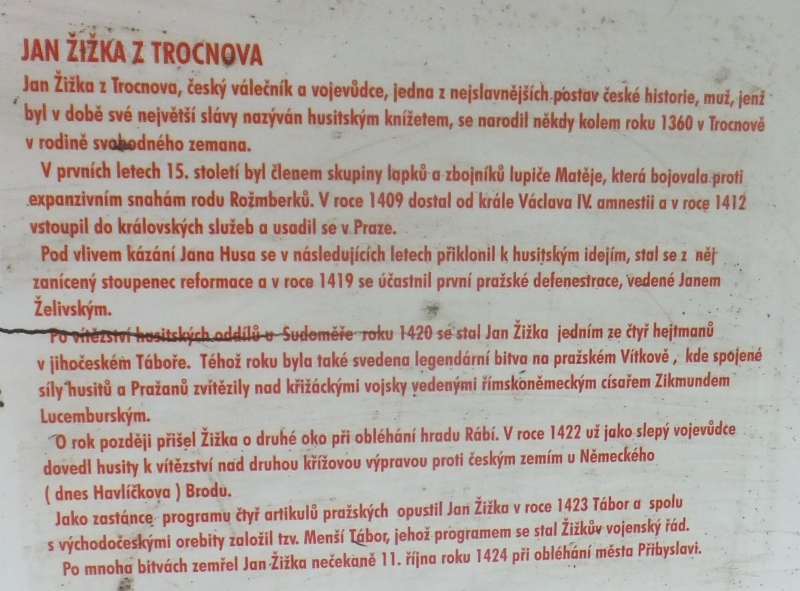 JAN ŽIŽKA Z TROCNOVA
Jan Žižka z Trocnova, český válečník a vojevůdce, jedna z nejslavnějších postav české historie, muž, jenž
byl v době své největší slávy nazýván husitským knížetem, se narodil někdy kolem roku 1360 v Trocnově
v rodině svobodného zemana.
V prvních letech 15. století byl členem skupiny lapků a zbojníků lupiče Matěje, která bojovala proti
expanzivním snahám rodu Rožmberků. V roce 1409 dostal od krále Václava IV. amnestii a v roce 1412
vstoupil do královských služeb a usadil se v Praze.
Pod vlivem kázání Jana Husa se v následujících letech přiklonil k husitským idejím, stal se z něj
zanícený stoupenec reformace a v roce 1419 se účastnil první pražské defenestrace, vedené Janem
Želivským.
Po vítězství husitských oddílů u Sudoměře roku 1420 se stal Jan Žižka jedním ze čtyř hejtmanů
v jihočeském Táboře. Téhož roku byla také svedena legendární bitva na pražském Vítkově , kde spojené
síly husitů a Pražanů zvítězily nad křižáckými vojsky vedenými římskoněmeckým císařem Zikmundem
Lucemburským.
O rok později přišel Žižka o druhé oko při obléhání hradu Rábí. V roce 1422 už jako slepý vojevůdce
dovedl husity k vítězství nad druhou křížovou výpravou proti českým zemím u Německého
( dnes Havlíčkova ) Brodu.
Jako zastánce programu čtyř artikulů pražských opustil Jan Žižka v roce 1423 Tábor a spolu
s východočeskými orebity založil tzv. Menší Tábor, jehož programem se stal Žižkův vojenský řád.
Po mnoha bitvách zemřel Jan Žižka nečekaně 11. října roku 1424 při obléhání města Přibyslavi.